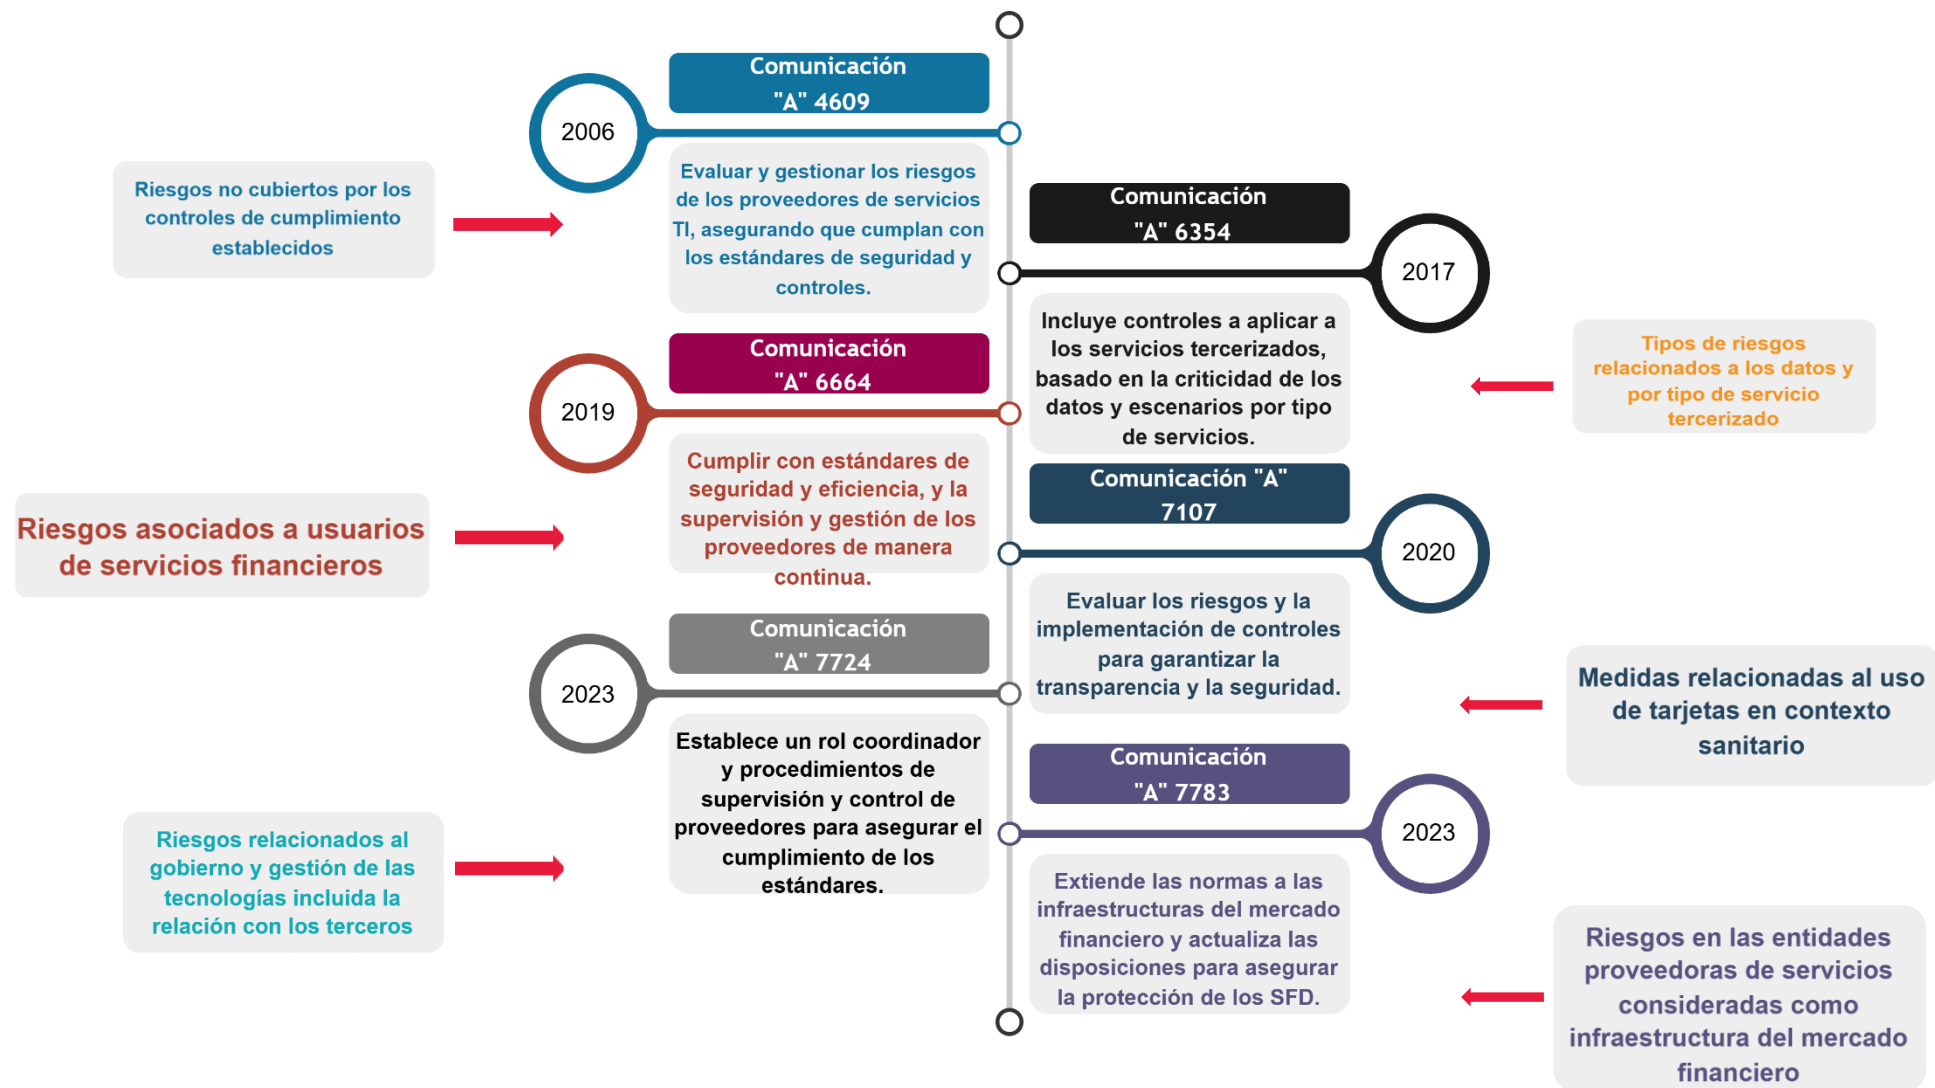 Comunicación
"A" 4609
2006
Evaluar y gestionar los riesgos
de los proveedores de servicios
TI, asegurando que cumplan con
los estándares de seguridad y
controles.
Riesgos no cubiertos por los
controles de cumplimiento
establecidos
Comunicación
"A" 6354
2017
Incluye controles a aplicar a
los servicios tercerizados,
basado en la criticidad de los
datos y escenarios por tipo
de servicios.
Tipos de riesgos
relacionados a los datos y
por tipo de servicio
tercerizado
Comunicación
"A" 6664
2019
Cumplir con estándares de
seguridad y eficiencia, y la
supervisión y gestión de los
proveedores de manera
continua.
Riesgos asociados a usuarios
de servicios financieros
Comunicación "A"
7107
2020
Evaluar los riesgos y la
implementación de controles
para garantizar la
transparencia y la seguridad.
Medidas relacionadas al uso
de tarjetas en contexto
sanitario
Comunicación
"A" 7724
2023
Establece un rol coordinador
y procedimientos de
supervisión y control de
proveedores para asegurar el
cumplimiento de los
estándares.
Riesgos relacionados al
gobierno y gestión de las
tecnologías incluida la
relación con los terceros
Comunicación
"A" 7783
2023
Extiende las normas a las
infraestructuras del mercado
financiero y actualiza las
disposiciones para asegurar
la protección de los SFD.
Riesgos en las entidades
proveedoras de servicios
consideradas como
infraestructura del mercado
financiero